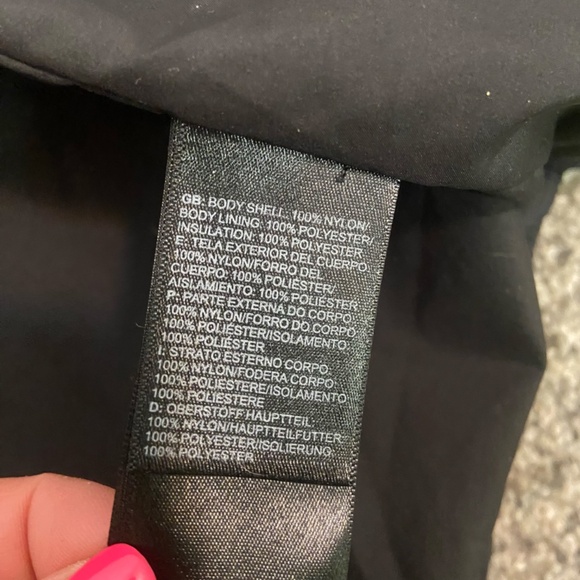 GB: BODY SHELL: 100% NYLON/
BODY LINING: 100% POLYESTER/
INSULATION: 100% POLYESTER
E: TELA EXTERIOR DEL CUERPO:
100% NYLON/FORRO DEL
CUERPO: 100% POLIÉSTER/
ISLAMIENTO: 100% POLIÉSTER
P: PARTE EXTERNA DO CORPO:
100% NYLON/FORRO DO CORPO:
100% POLIÉSTER/ISOLAMENTO:
100% POLIÉSTER
I: STRATO ESTERNO CORPO:
100% NYLON/FODERA CORPO:
100% POLIESTERE/ISOLAMENTO:
100% POLIESTERE
D: OBERSTOFF HAUPTTEIL:
100% NYLON/HAUPTTEILFUTTER:
100% POLYESTER/ISOLIERUNG:
100% POLYESTER